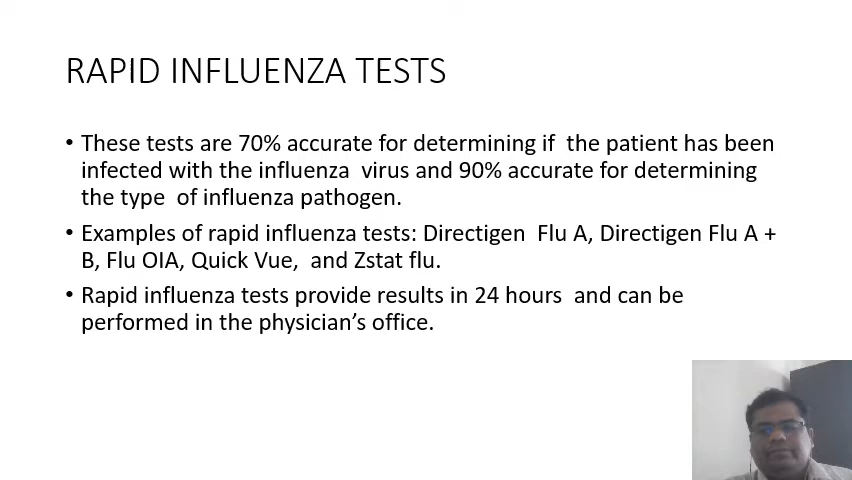 RAPID INFLUENZA TESTS
• These tests are 70% accurate for determining if the patient has been
infected with the influenza virus and 90% accurate for determining
the type of influenza pathogen.
• Examples of rapid influenza tests: Directigen Flu A, Directigen Flu A +
B, Flu OIA, Quick Vue, and Zstat flu.
• Rapid influenza tests provide results in 24 hours and can be
performed in the physician’s office.